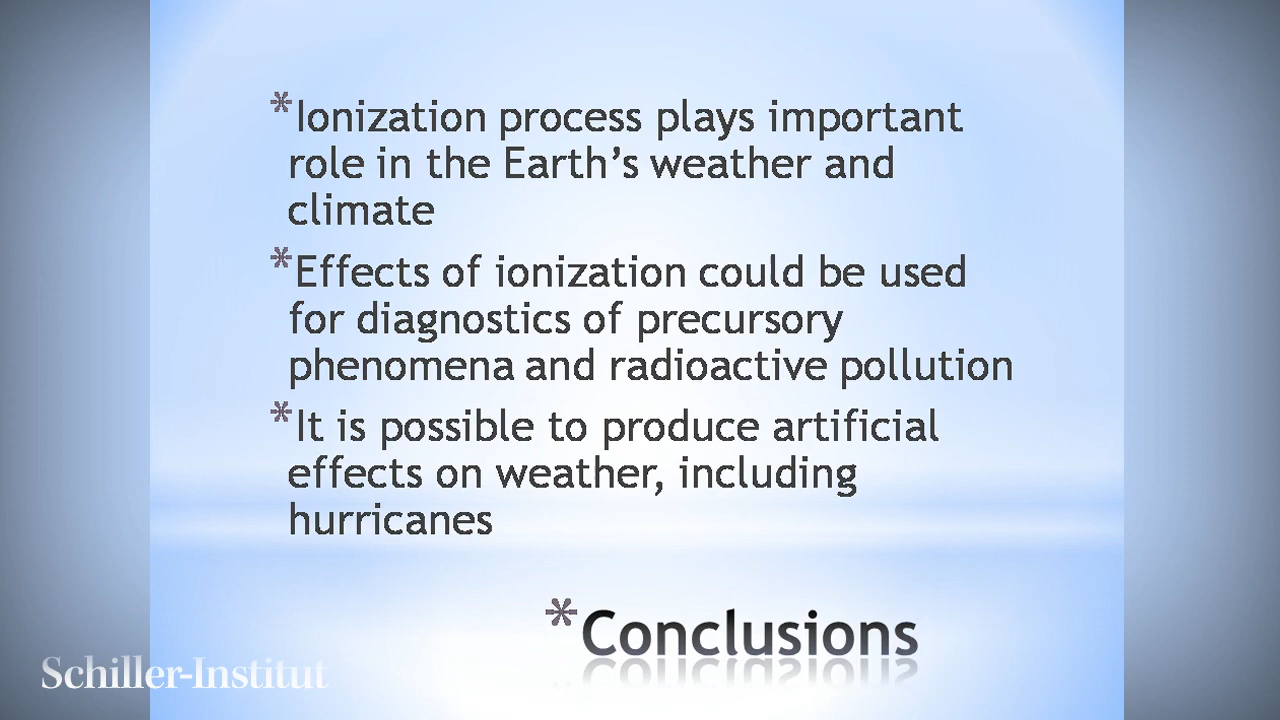 *Ionization process plays important
role in the Earth’s weather and
climate
*Effects of ionization could be used
for diagnostics of precursory
phenomena and radioactive pollution
*It is possible to produce artificial
effects on weather, including
hurricanes
*Conclusions
Schiller-Institut